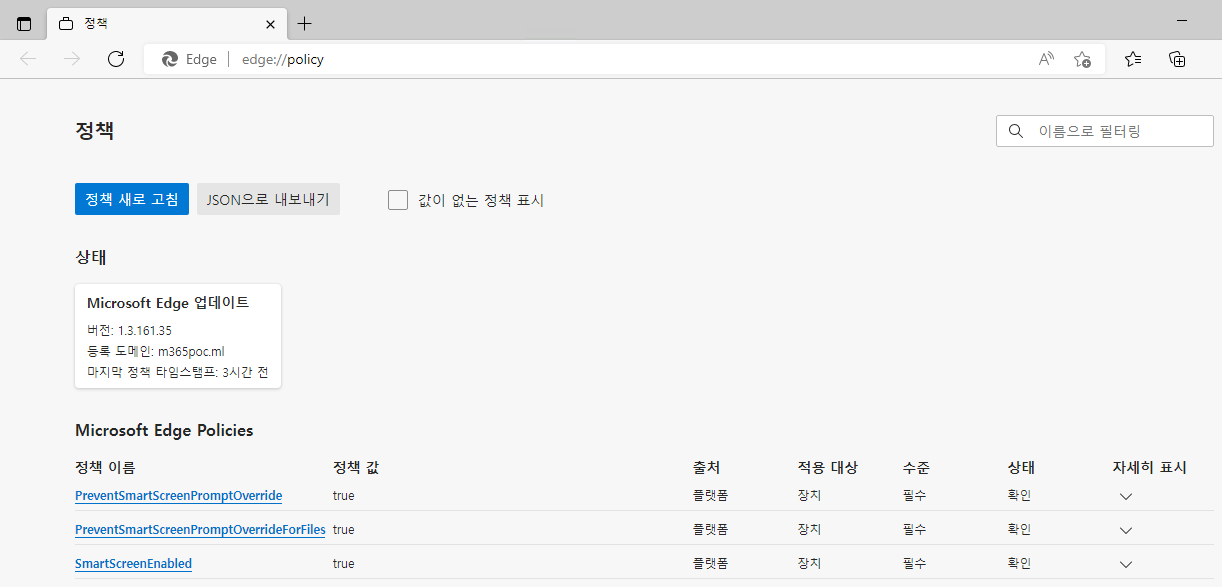 정책
Edge edge://policy
정책
이름으로 필터링
정책 새로 고침 JSON으로 내보내기 값이 없는 정책 표시
상태
Microsoft Edge 업데이트
버전: 1.3.161.35
등록 도메인: m365poc.ml
마지막 정책 타임스탬프: 3시간 전
Microsoft Edge Policies
정책 이름 정책 값 출처 적용 대상 수준 상태 자세히 표시
PreventSmartScreenPromptOverride true 플랫폼 장치 필수 확인
PreventSmartScreenPromptOverrideForFiles true 플랫폼 장치 필수 확인
SmartScreenEnabled true 플랫폼 장치 필수 확인